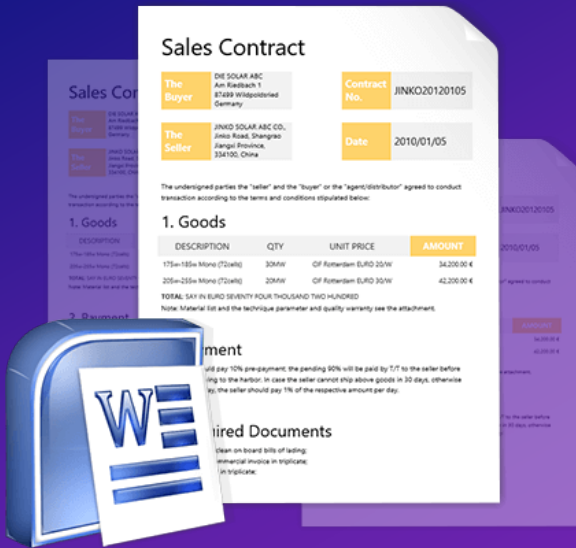 Sales Contract
The
Buyer
DIE SOLAR ABC
Am Riedbach 1
87499 Wildpoldsried
Germany
Contract
No.
JINKO20120105
The
Seller
JINKO SOLAR ABC CO.,
Jinko Road, Shangrao
Jiangxi Province,
334100, China
Date
2010/01/05
The undersigned parties the "seller" and the "buyer" or the "agent/distributor" agreed to conduct
transaction according to the terms and conditions stipulated below:
1. Goods
DESCRIPTION QTY UNIT PRICE AMOUNT
175w-185w Mono (72cells) 30MW OF Rotterdam EURO 20/W 34,200.00 €
205w-255w Mono (72cells) 20MW OF Rotterdam EURO 30/W 42,200.00 €
TOTAL: SAY IN EURO SEVENTY FOUR THOUSAND TWO HUNDRED
Note: Material list and the technique parameter and quality warranty see the attachment.
ment
uld pay 10% pre-payment; the pending 90% will be paid by T/T to the seller before
ing to the harbor. In case the seller cannot ship above goods in 30 days, otherwise
ay, the seller should pay 1% of the respective amount per day.
ired Documents
clean on board bills of lading;
mmercial invoice in triplicate;
in triplicate;
W
Sales Con
1. Goods
DESCRIPTION
2. Payment
JINKO20120105
2010/01/05
AMOUNT